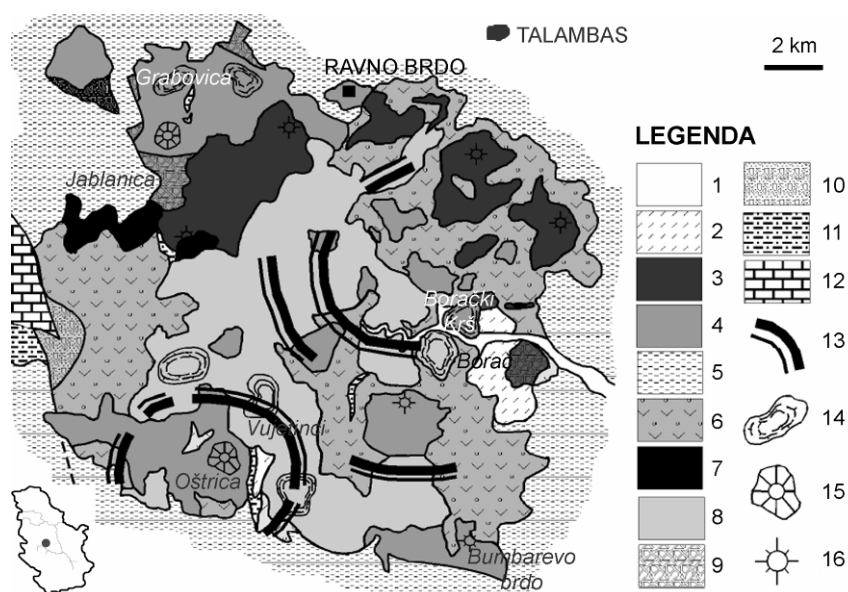 TALAMBAS
2 km
RAVNO BRDO
Grabovica
Jablanica
LEGENDA
1
2
3
4
5
6
7
8
9
10
11
12
13
14
15
16
Borački
Krš
Borač
Vujetinci
Oštrica
Bumbarevo
brdo